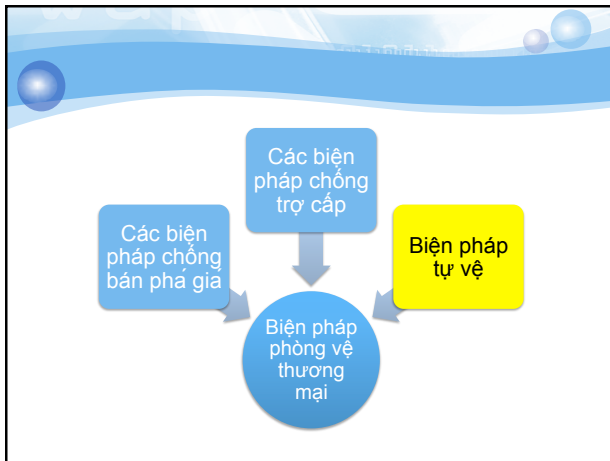 Các biện
pháp chống
trợ cấp
Các biện
pháp chống
bán phá giá
Biện pháp
tự vệ
Biện pháp
phòng vệ
thương
mại